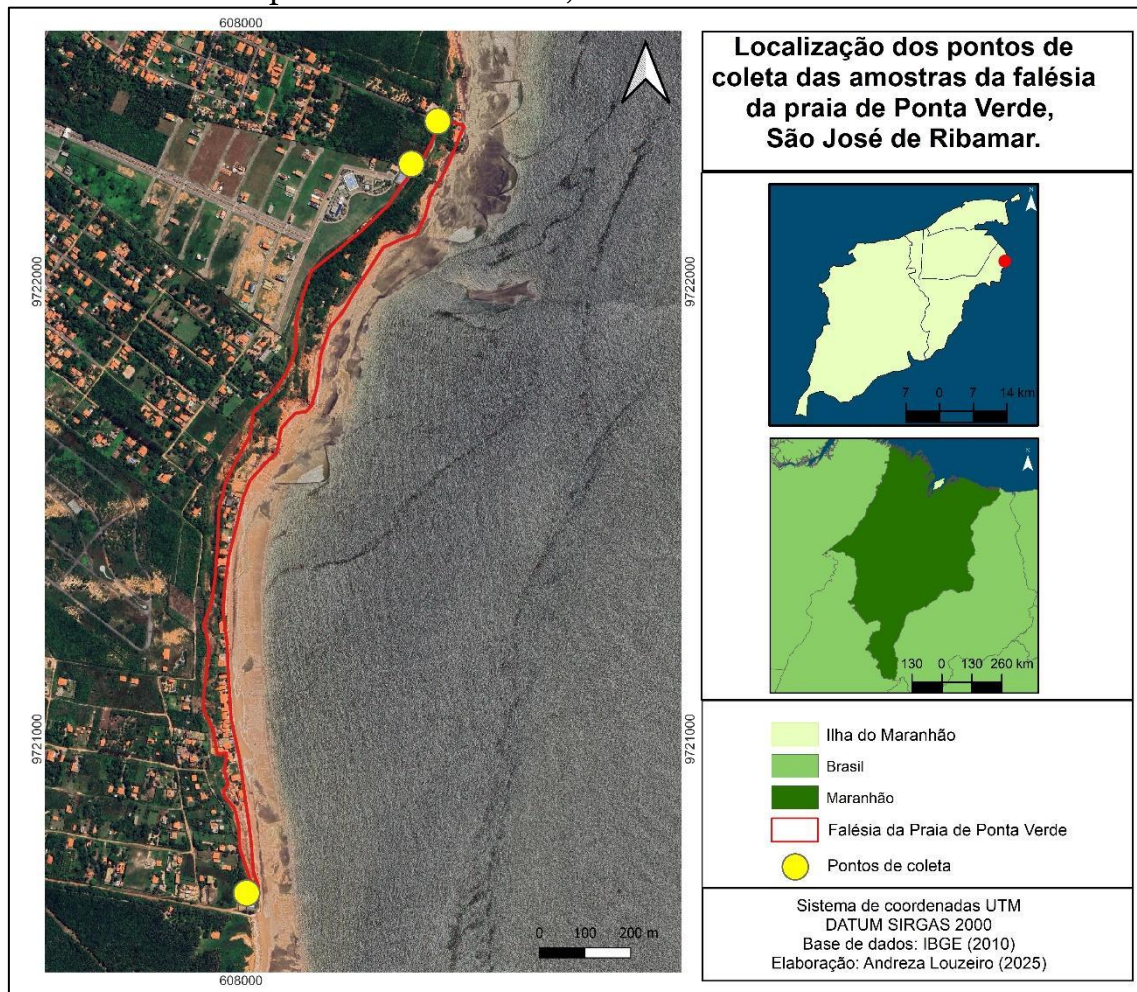 608000
9722000
9722000
9721000
9721000
0 100 200 m
608000
Localização dos pontos de
coleta das amostras da falésia
da praia de Ponta Verde,
São José de Ribamar.
N
7 0 7 14 km
130 0 130 260 km
Ilha do Maranhão
Brasil
Maranhão
Falésia da Praia de Ponta Verde
Pontos de coleta
Sistema de coordenadas UTM
DATUM SIRGAS 2000
Base de dados: IBGE (2010)
Elaboração: Andreza Louzeiro (2025)